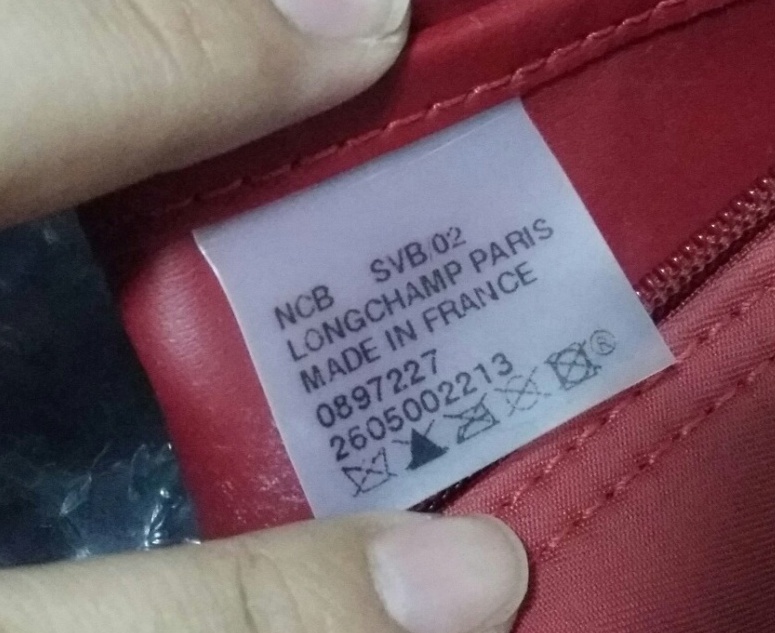 NCB SVB/02
LONGCHAMP PARIS
MADE IN FRANCE
0897227
2605002213
®